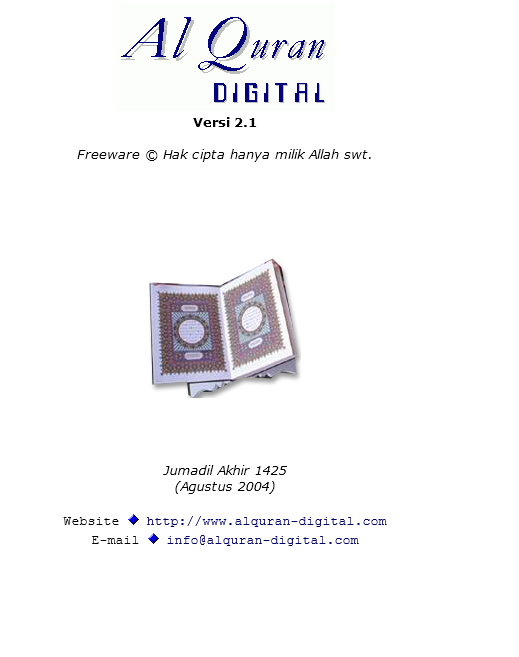 Al Quran
DIGITAL
Versi 2.1
Freeware © Hak cipta hanya milik Allah swt.
Jumadil Akhir 1425
(Agustus 2004)
Website ◆ http://www.alquran-digital.com
E-mail ◆ info@alquran-digital.com